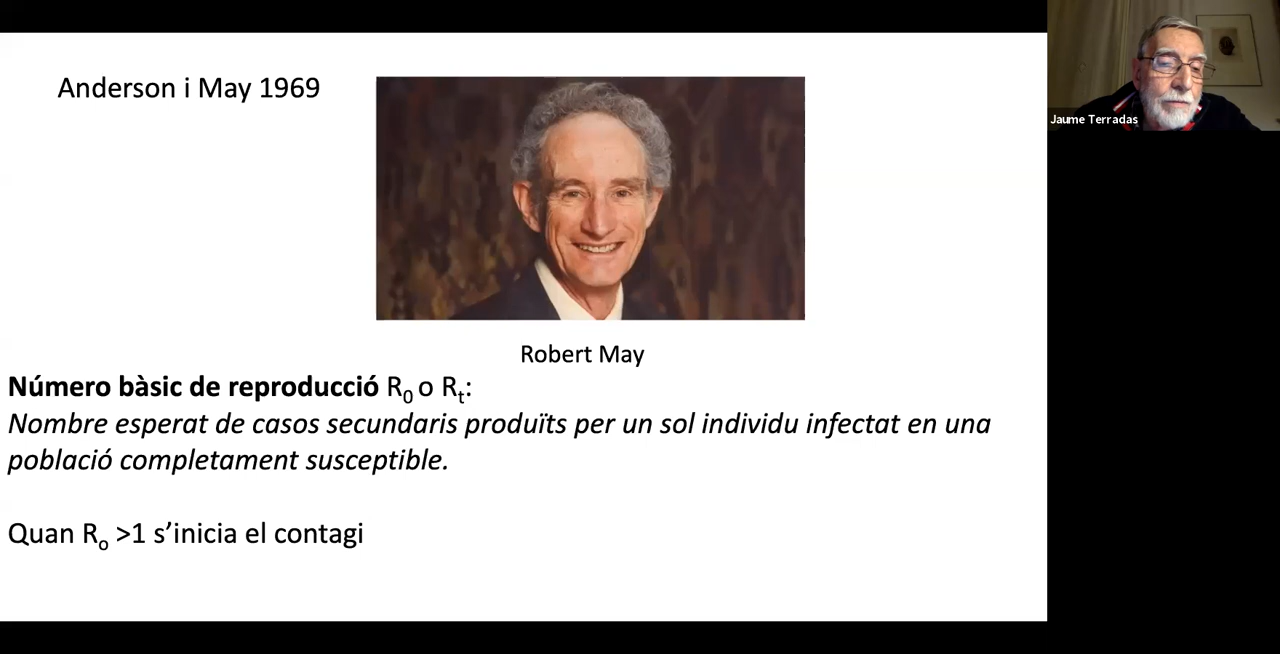 Anderson i May 1969
Jaume Terradas
Robert May
Número bàsic de reproducció R₀ o Rₜ:
Nombre esperat de casos secundaris produïts per un sol individu infectat en una
població completament susceptible.
Quan Rₒ >1 s’inicia el contagi